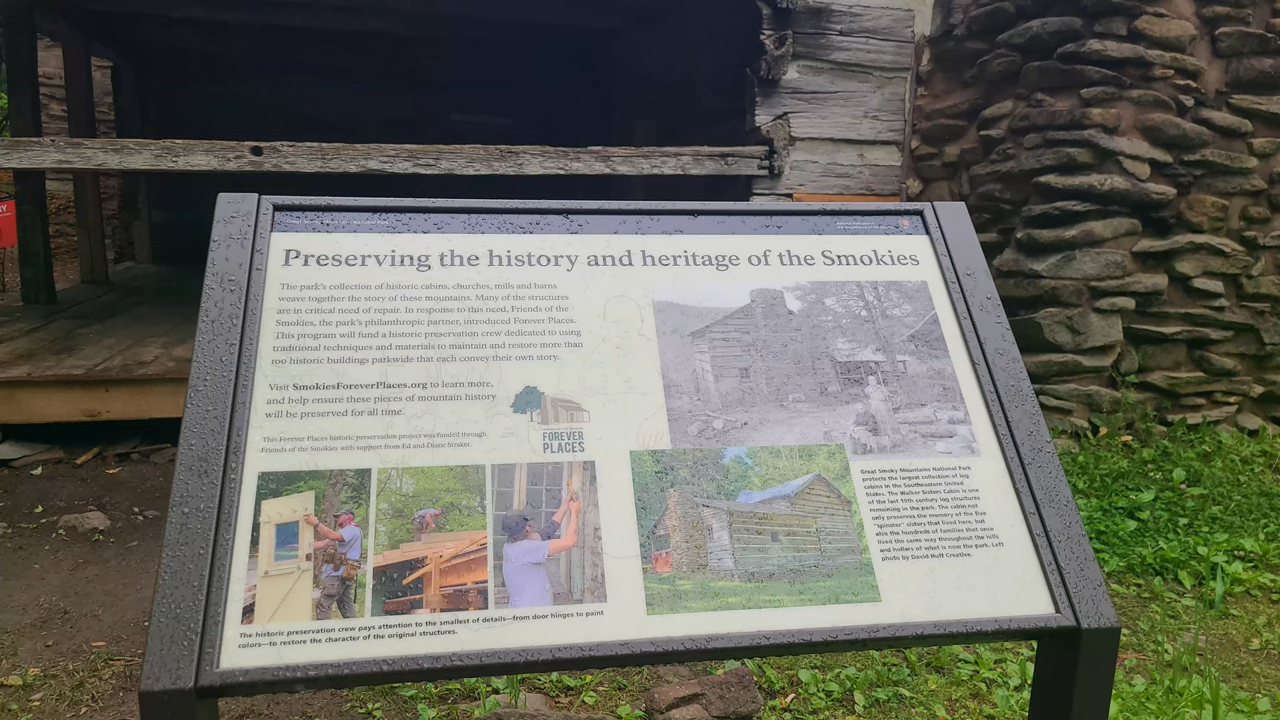 Great Smoky Mountains National Park
Preserving the history and heritage of the Smokies
The park's collection of historic cabins, churches, mills and barns
weave together the story of these mountains. Many of the structures
are in critical need of repair. In response to this need, Friends of the
Smokies, the park's philanthropic partner, introduced Forever Places.
This program will fund a historic preservation crew dedicated to using
traditional techniques and materials to maintain and restore more than
100 historic buildings parkwide that each convey their own story.
Visit SmokiesForeverPlaces.org to learn more,
and help ensure these pieces of mountain history
will be preserved for all time.
This Forever Places historic preservation project was funded through
Friends of the Smokies with support from Ed and Diane Straker.
FOREVER
PLACES
The historic preservation crew pays attention to the smallest of details—from door hinges to paint
colors—to restore the character of the original structures.
Great Smoky Mountains National Park
protects the largest collection of log
cabins in the Southeastern United
States. The Walker Sisters Cabin is one
of the last 19th century log structures
remaining in the park. The cabin not
only preserves the memory of the five
"spinster" sisters that lived here, but
also the hundreds of families that once
lived the same way throughout the hills
and hollers of what is now the park. Left
photo by David Huff Creative.